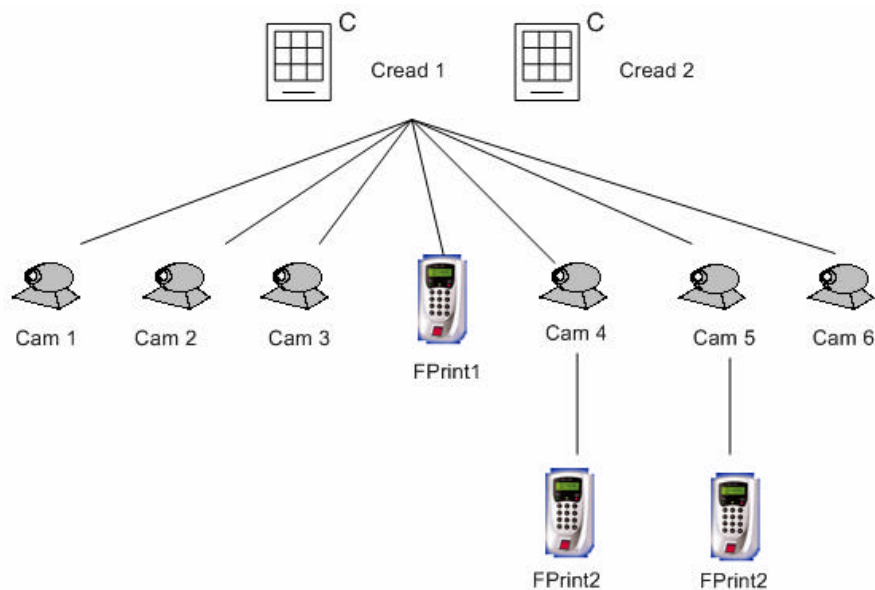 C
C
Cread 1
Cread 2
Cam 1
Cam 2
Cam 3
FPrint1
Cam 4
Cam 5
Cam 6
FPrint2
FPrint2